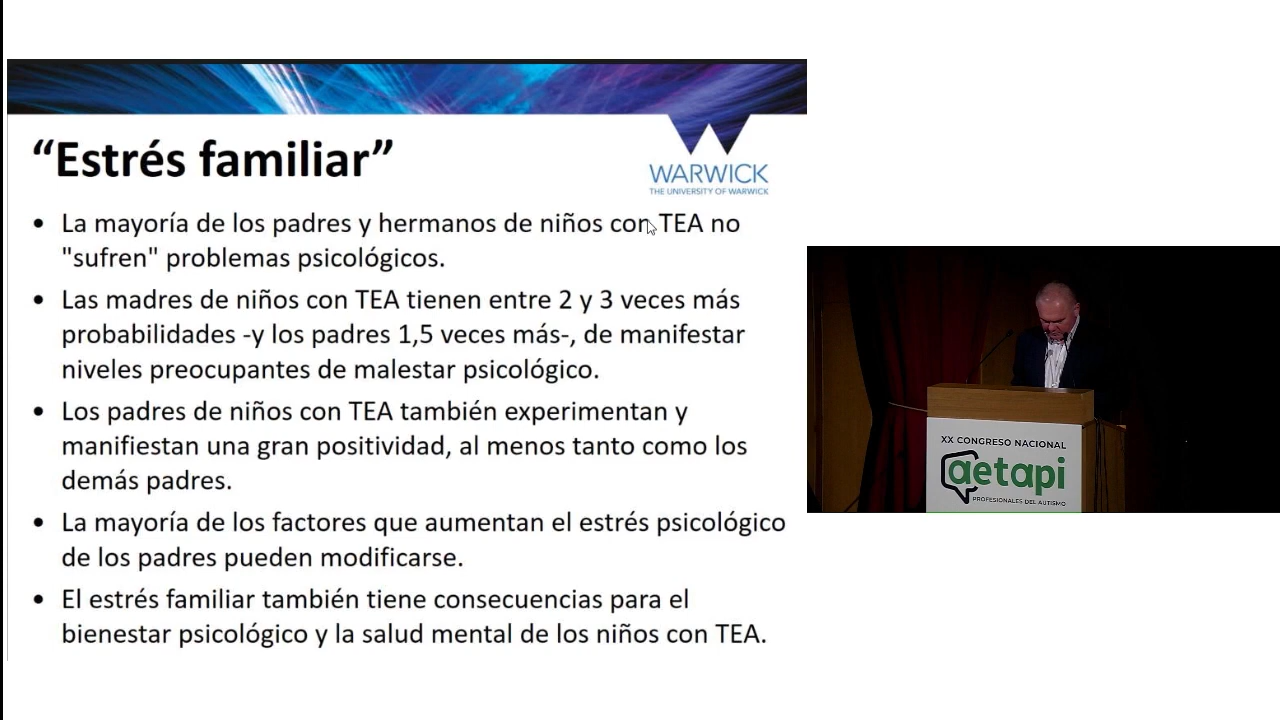 “Estrés familiar”
WARWICK
THE UNIVERSITY OF WARWICK
• La mayoría de los padres y hermanos de niños con TEA no
"sufren" problemas psicológicos.
• Las madres de niños con TEA tienen entre 2 y 3 veces más
probabilidades -y los padres 1,5 veces más-, de manifestar
niveles preocupantes de malestar psicológico.
• Los padres de niños con TEA también experimentan y
manifiestan una gran positividad, al menos tanto como los
demás padres.
• La mayoría de los factores que aumentan el estrés psicológico
de los padres pueden modificarse.
• El estrés familiar también tiene consecuencias para el
bienestar psicológico y la salud mental de los niños con TEA.
XX CONGRESO NACIONAL
aetapi
PROFESIONALES DEL AUTISMO